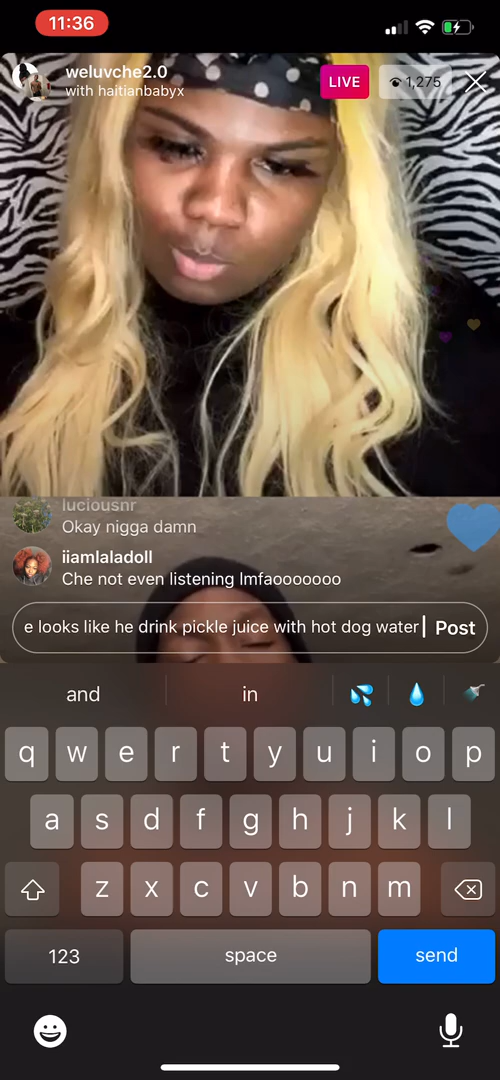 11:36
weluvche2.0
with haitianbabyx
LIVE
1,275
luciousnr
Okay nigga damn
iiamlaladoll
Che not even listening lmfaooooooo
e looks like he drink pickle juice with hot dog water
Post
and
in
q w e r t y u i o p
a s d f g h j k l
z x c v b n m
123
space
send